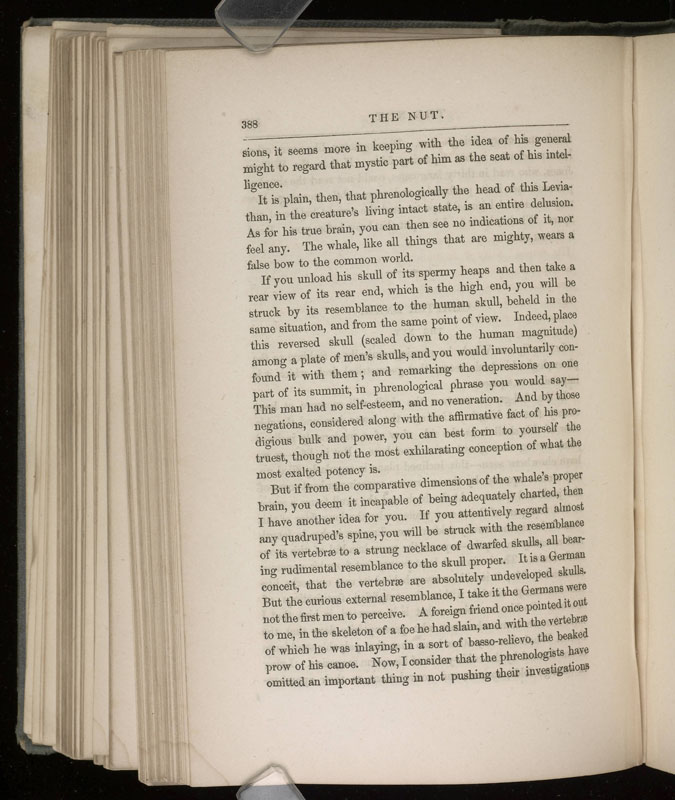 388 THE NUT.
sions, it seems more in keeping with the idea of his general
might to regard that mystic part of him as the seat of his intel-
ligence.
It is plain, then, that phrenologically the head of this Levia-
than, in the creature's living intact state, is an entire delusion.
As for his true brain, you can then see no indications of it, nor
feel any. The whale, like all things that are mighty, wears a
false bow to the common world.
If you unload his skull of its spermy heaps and then take a
rear view of its rear end, which is the high end, you will be
struck by its resemblance to the human skull, beheld in the
same situation, and from the same point of view. Indeed, place
this reversed skull (scaled down to the human magnitude)
among a plate of men's skulls, and you would involuntarily con-
found it with them; and remarking the depressions on one
part of its summit, in phrenological phrase you would say—
This man had no self-esteem, and no veneration. And by those
negations, considered along with the affirmative fact of his pro-
digious bulk and power, you can best form to yourself the
truest, though not the most exhilarating conception of what the
most exalted potency is.
But if from the comparative dimensions of the whale's proper
brain, you deem it incapable of being adequately charted, then
I have another idea for you. If you attentively regard almost
any quadruped's spine, you will be struck with the resemblance
of its vertebræ to a strung necklace of dwarfed skulls, all bear-
ing rudimental resemblance to the skull proper. It is a German
conceit, that the vertebræ are absolutely undeveloped skulls.
But the curious external resemblance, I take it the Germans were
not the first men to perceive. A foreign friend once pointed it out
to me, in the skeleton of a foe he had slain, and with the vertebræ
of which he was inlaying, in a sort of basso-relievo, the beaked
prow of his canoe. Now, I consider that the phrenologists have
omitted an important thing in not pushing their investigations